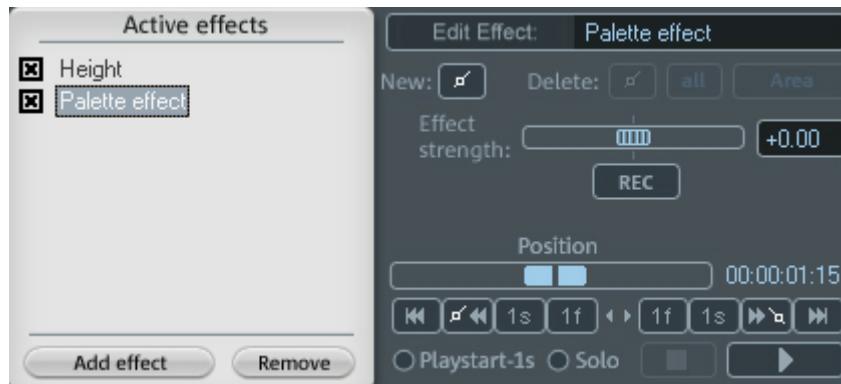 Active effects
Height
Palette effect
Add effect
Remove
Edit Effect: Palette effect
New:
Delete: all Area
Effect
strength:
+0.00
REC
Position
00:00:01:15
1s 1f 1f 1s
Playstart-1s Solo